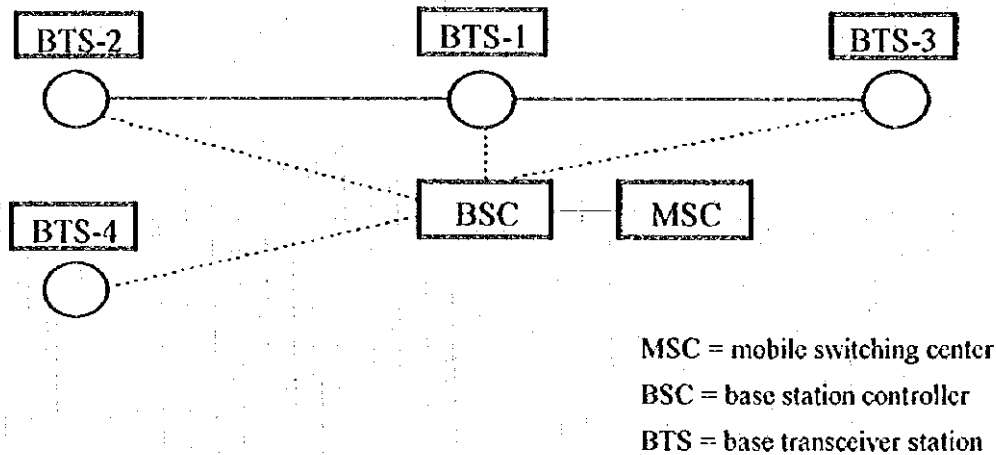 BTS-2
BTS-1
BTS-3
BSC
MSC
BTS-4
MSC = mobile switching center
BSC = base station controller
BTS = base transceiver station